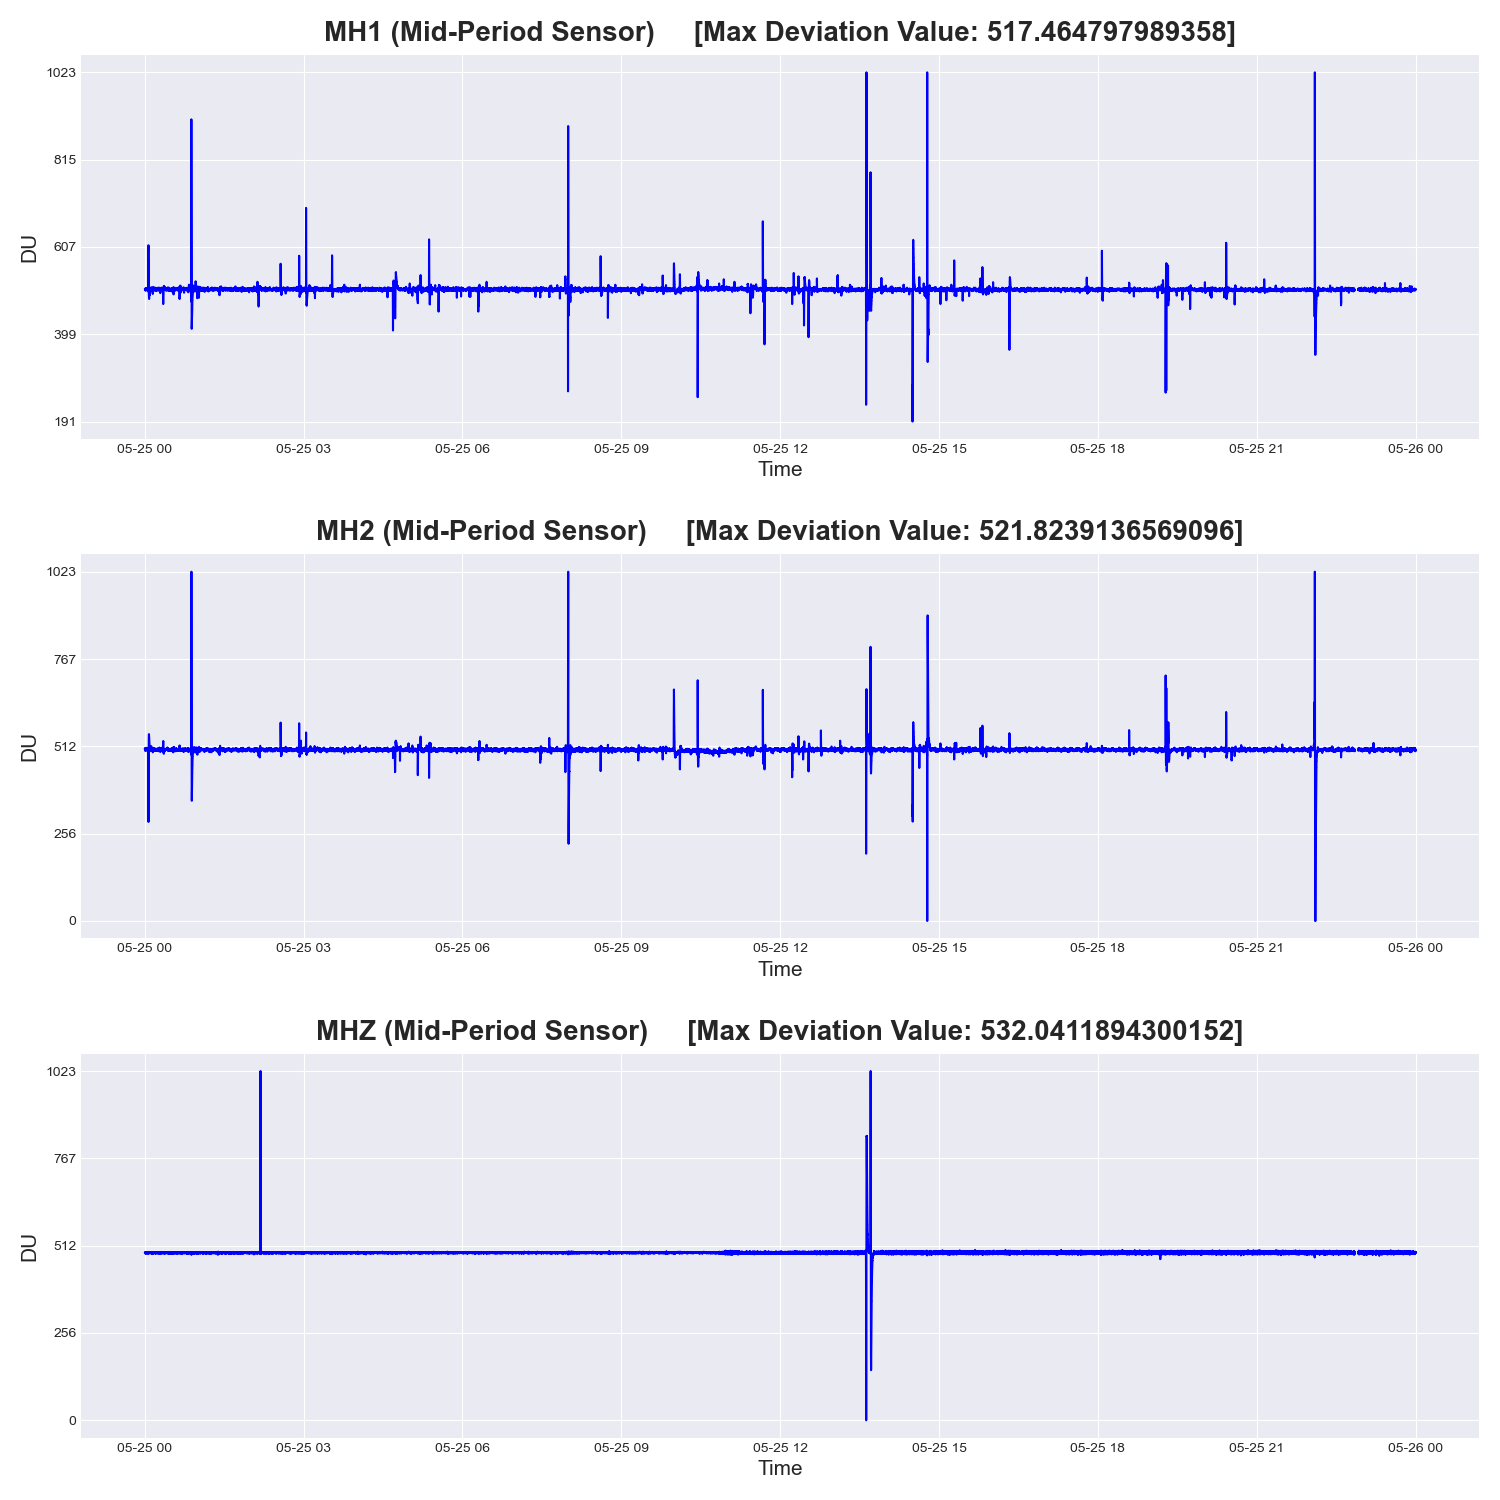 MH1 (Mid-Period Sensor) [Max Deviation Value: 517.464797989358]
1023
815
607
399
191
DU
05-25 00 05-25 03 05-25 06 05-25 09 05-25 12 05-25 15 05-25 18 05-25 21 05-26 00
Time
MH2 (Mid-Period Sensor) [Max Deviation Value: 521.8239136569096]
1023
767
512
256
0
DU
05-25 00 05-25 03 05-25 06 05-25 09 05-25 12 05-25 15 05-25 18 05-25 21 05-26 00
Time
MHZ (Mid-Period Sensor) [Max Deviation Value: 532.0411894300152]
1023
767
512
256
0
DU
05-25 00 05-25 03 05-25 06 05-25 09 05-25 12 05-25 15 05-25 18 05-25 21 05-26 00
Time